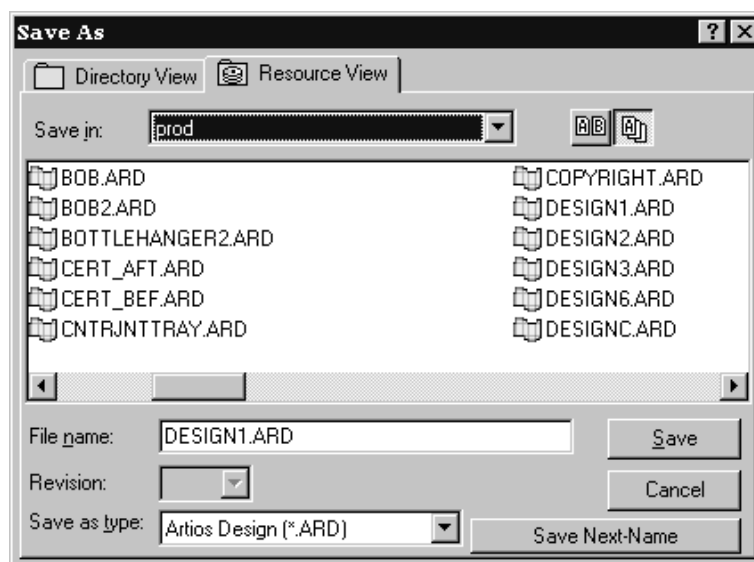 Save As
Directory View
Resource View
Save in:
prod
BOB.ARD
BOB2.ARD
BOTTLEHANGER2.ARD
CERT_AFT.ARD
CERT_BEF.ARD
CNTRJNTTRAY.ARD
COPYRIGHT.ARD
DESIGN1.ARD
DESIGN2.ARD
DESIGN3.ARD
DESIGN6.ARD
DESIGNC.ARD
File name:
DESIGN1.ARD
Save
Revision:
Cancel
Save as type:
Artios Design (*.ARD)
Save Next-Name